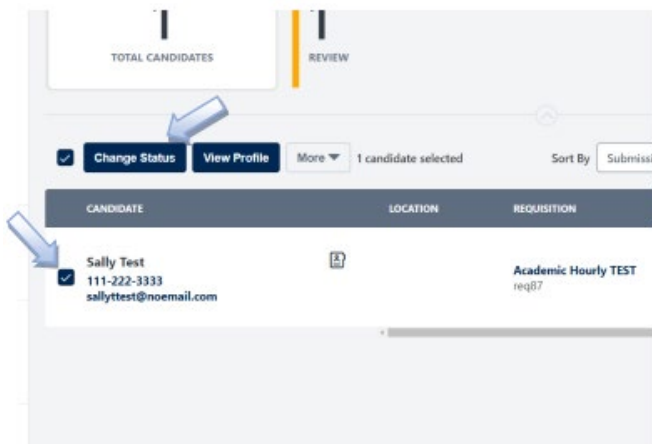 TOTAL CANDIDATES
REVIEW
Change Status View Profile More 1 candidate selected Sort By
CANDIDATE LOCATION REQUISITION
Sally Test
111-222-3333
sallyttest@noemail.com
Academic Hourly TEST
req87